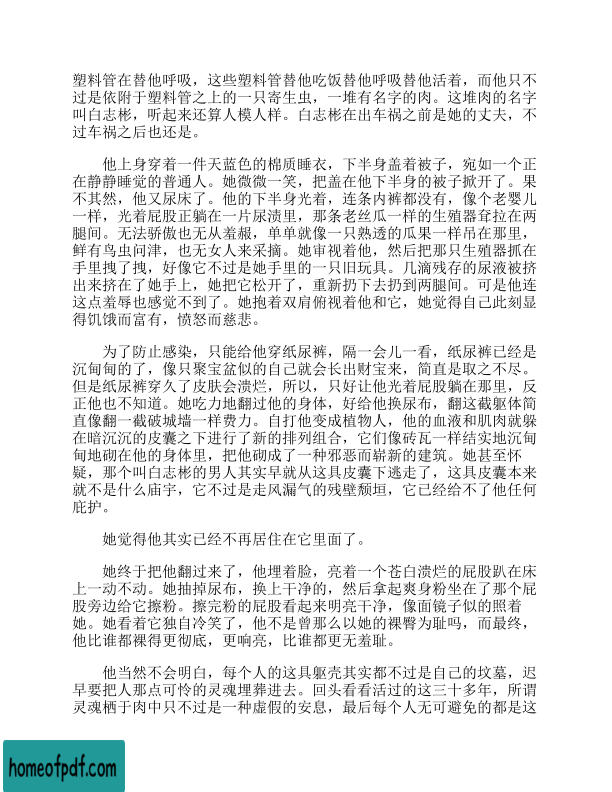 塑料管在替他呼吸，这些塑料管替他吃饭替他呼吸替他活着，而他只不
过是依附于塑料管之上的一只寄生虫，一堆有名字的肉。这堆肉的名字
叫白志彬，听起来还算人模人样。白志彬在出车祸之前是她的丈夫，不
过车祸之后也还是。
他上身穿着一件天蓝色的棉质睡衣，下半身盖着被子，宛如一个正
在静静睡觉的普通人。她微微一笑，把盖在他下半身的被子掀开了。果
不其然，他又尿床了。他的下半身光着，连条内裤都没有，像个老婴儿
一样，光着屁股正躺在一片尿渍里，那条老丝瓜一样的生殖器耷拉在两
腿间。无法骄傲也无从羞赧，单单就像一只熟透的瓜果一样吊在那里，
鲜有鸟虫问津，也无女人来采摘。她审视着他，然后把那只生殖器抓在
手里拽了拽，好像它不过是她手里的一只旧玩具。几滴残存的尿液被挤
出来挤在了她手上，她把它松开了，重新扔下去扔到两腿间。可是他连
这点羞辱也感觉不到了。她抱着双肩俯视着他和它，她觉得自己此刻显
得饥饿而富有，愤怒而慈悲。
为了防止感染，只能给他穿纸尿裤，隔一会儿一看，纸尿裤已经是
沉甸甸的了，像只聚宝盆似的自己就会长出财宝来，简直是取之不尽。
但是纸尿裤穿久了皮肤会溃烂，所以，只好让他光着屁股躺在那里，反
正他也不知道。她吃力地翻过他的身体，好给他换尿布，翻这截躯体简
直像翻一截破城墙一样费力。自打他变成植物人，他的血液和肌肉就躲
在暗沉沉的皮囊之下进行了新的排列组合，它们像砖瓦一样结实地沉甸
甸地砌在他的身体里，把他砌成了一种邪恶而崭新的建筑。她甚至怀
疑，那个叫白志彬的男人其实早就从这具皮囊下逃走了，这具皮囊本来
就不是什么庙宇，它不过是走风漏气的残壁颓垣，它已经给不了他任何
庇护。
她觉得他其实已经不再居住在它里面了。
她终于把他翻过来了，他埋着脸，亮着一个苍白溃烂的屁股趴在床
上一动不动。她抽掉尿布，换上干净的，然后拿起爽身粉坐在了那个屁
股旁边给它擦粉。擦完粉的屁股看起来明亮干净，像面镜子似的照着
她。她看着它独自冷笑了，他不是曾那么以她的裸臀为耻吗，而最终，
他比谁都裸得更彻底，更响亮，比谁都更无羞耻。
他当然不会明白，每个人的这具躯壳其实都不过是自己的坟墓，迟
早要把人那点可怜的灵魂埋葬进去。回头看看活过的这三十多年，所谓
灵魂栖于肉中只不过是一种虚假的安息，最后每个人无可避免的都是这
homeofpdf.com